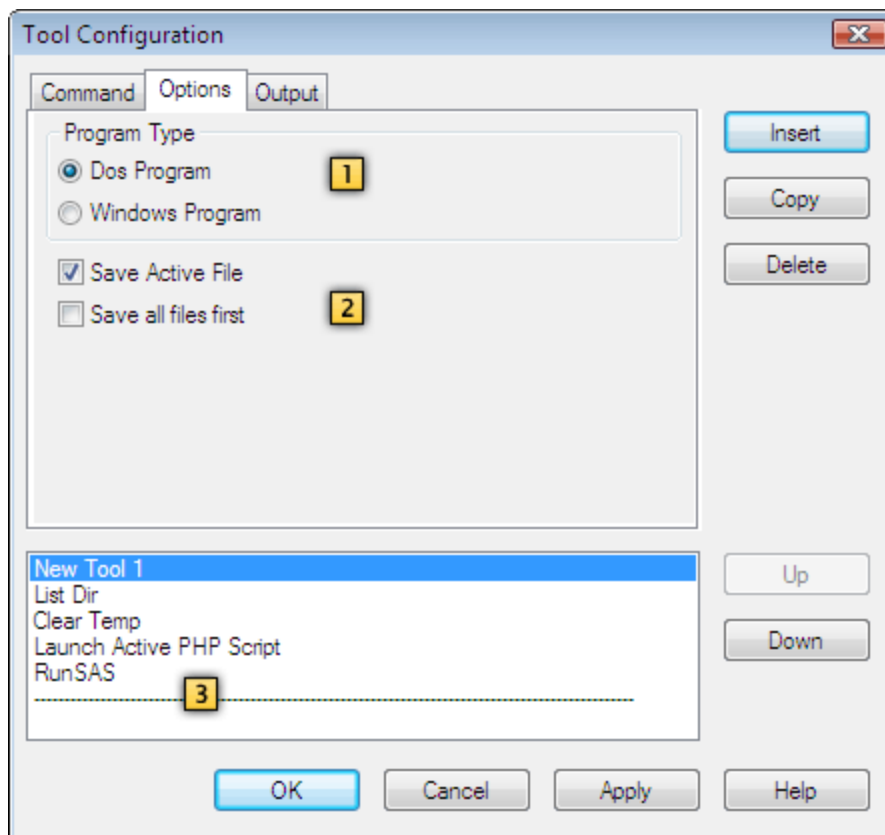 Tool Configuration
Command Options Output
Program Type
Dos Program
1
Windows Program
Save Active File
Save all files first
2
Insert
Copy
Delete
New Tool 1
List Dir
Clear Temp
Launch Active PHP Script
RunSAS
3
Up
Down
OK Cancel Apply Help